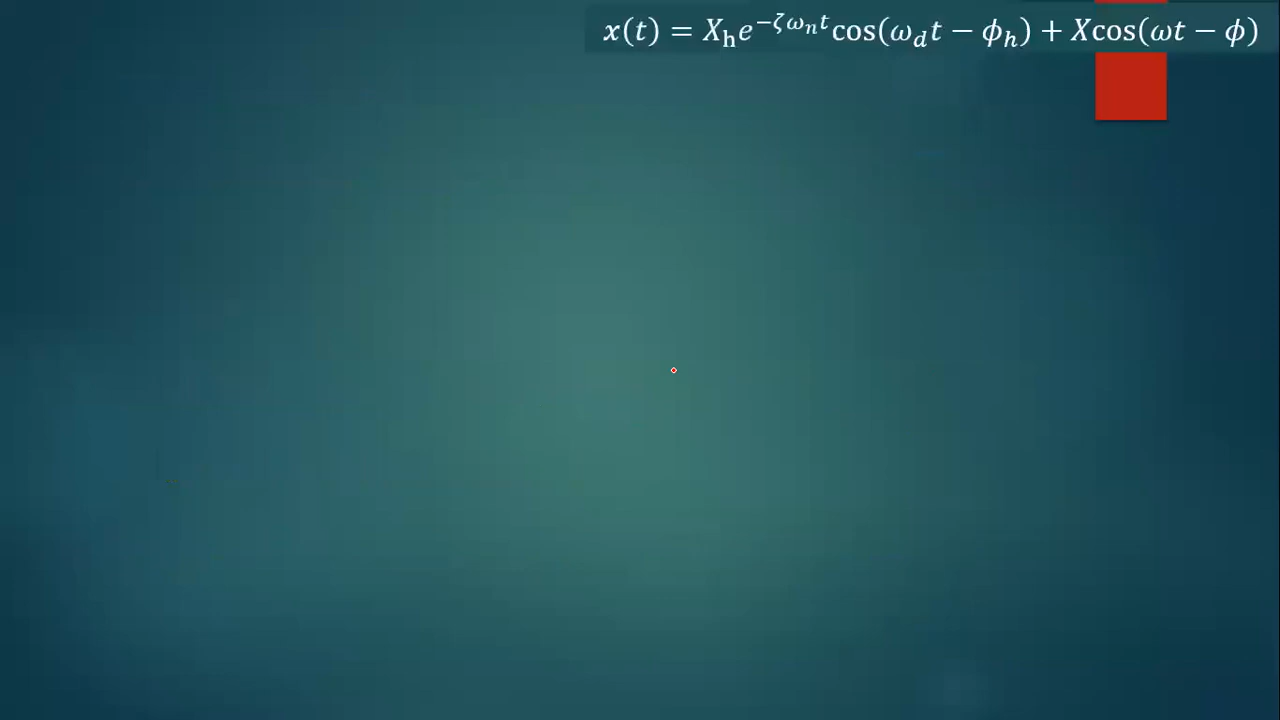 x(t) = X_h e^{-ζω_n t} cos(ω_d t − ϕ_h) + X cos(ωt − ϕ)